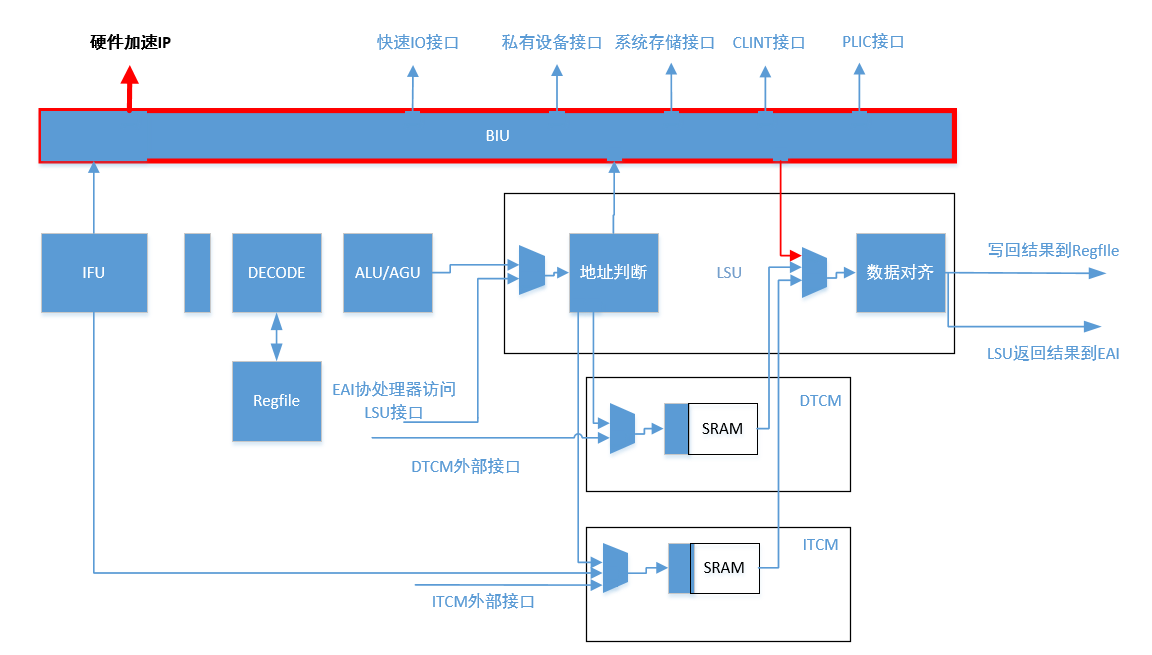 硬件加速IP
快速IO接口
私有设备接口
系统存储接口
CLINT接口
PLIC接口
BIU
IFU
DECODE
ALU/AGU
地址判断
LSU
数据对齐
写回结果到Regfile
LSU返回结果到EAI
Regfile
EAI协处理器访问
LSU接口
DTCM外部接口
SRAM
DTCM
ITCM外部接口
SRAM
ITCM